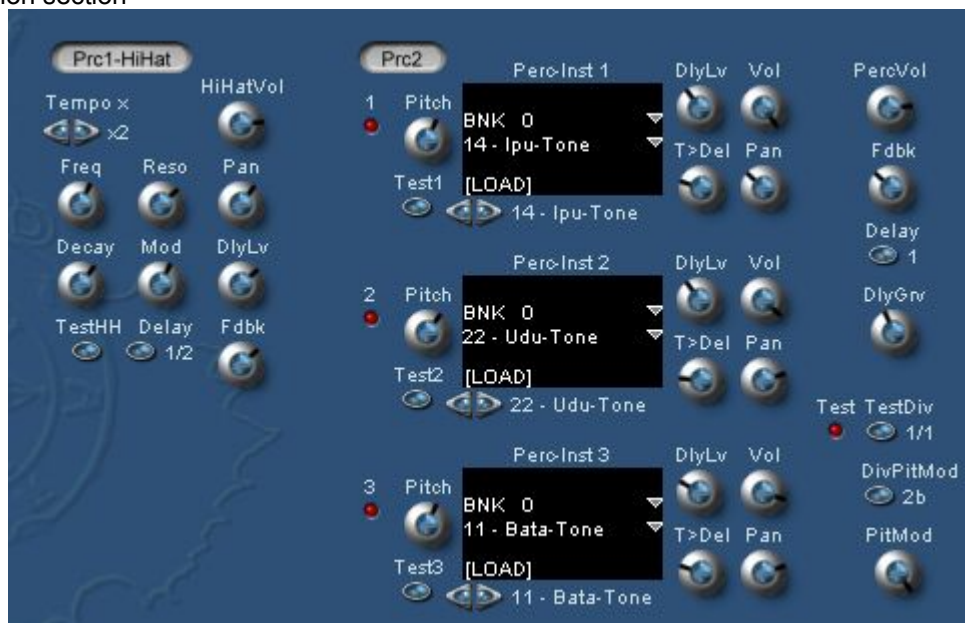 ion section
Prc1-HiHat
HiHatVol
Tempo x
x2
Freq Reso Pan
Decay Mod DlyLv
TestHH Delay Fdbk
1/2
Prc2
Perc-Inst 1 DlyLv Vol
1 Pitch
BNK 0
14 - Ipu-Tone
T>Del Pan
Test1 [LOAD]
14 - Ipu-Tone
Perc-Inst 2 DlyLv Vol
2 Pitch
BNK 0
22 - Udu-Tone
T>Del Pan
Test2 [LOAD]
22 - Udu-Tone
Perc-Inst 3 DlyLv Vol
3 Pitch
BNK 0
11 - Bata-Tone
T>Del Pan
Test3 [LOAD]
11 - Bata-Tone
PercVol
Fdbk
Delay
1
DlyGrv
Test TestDiv
1/1
DivPitMod
2b
PitMod